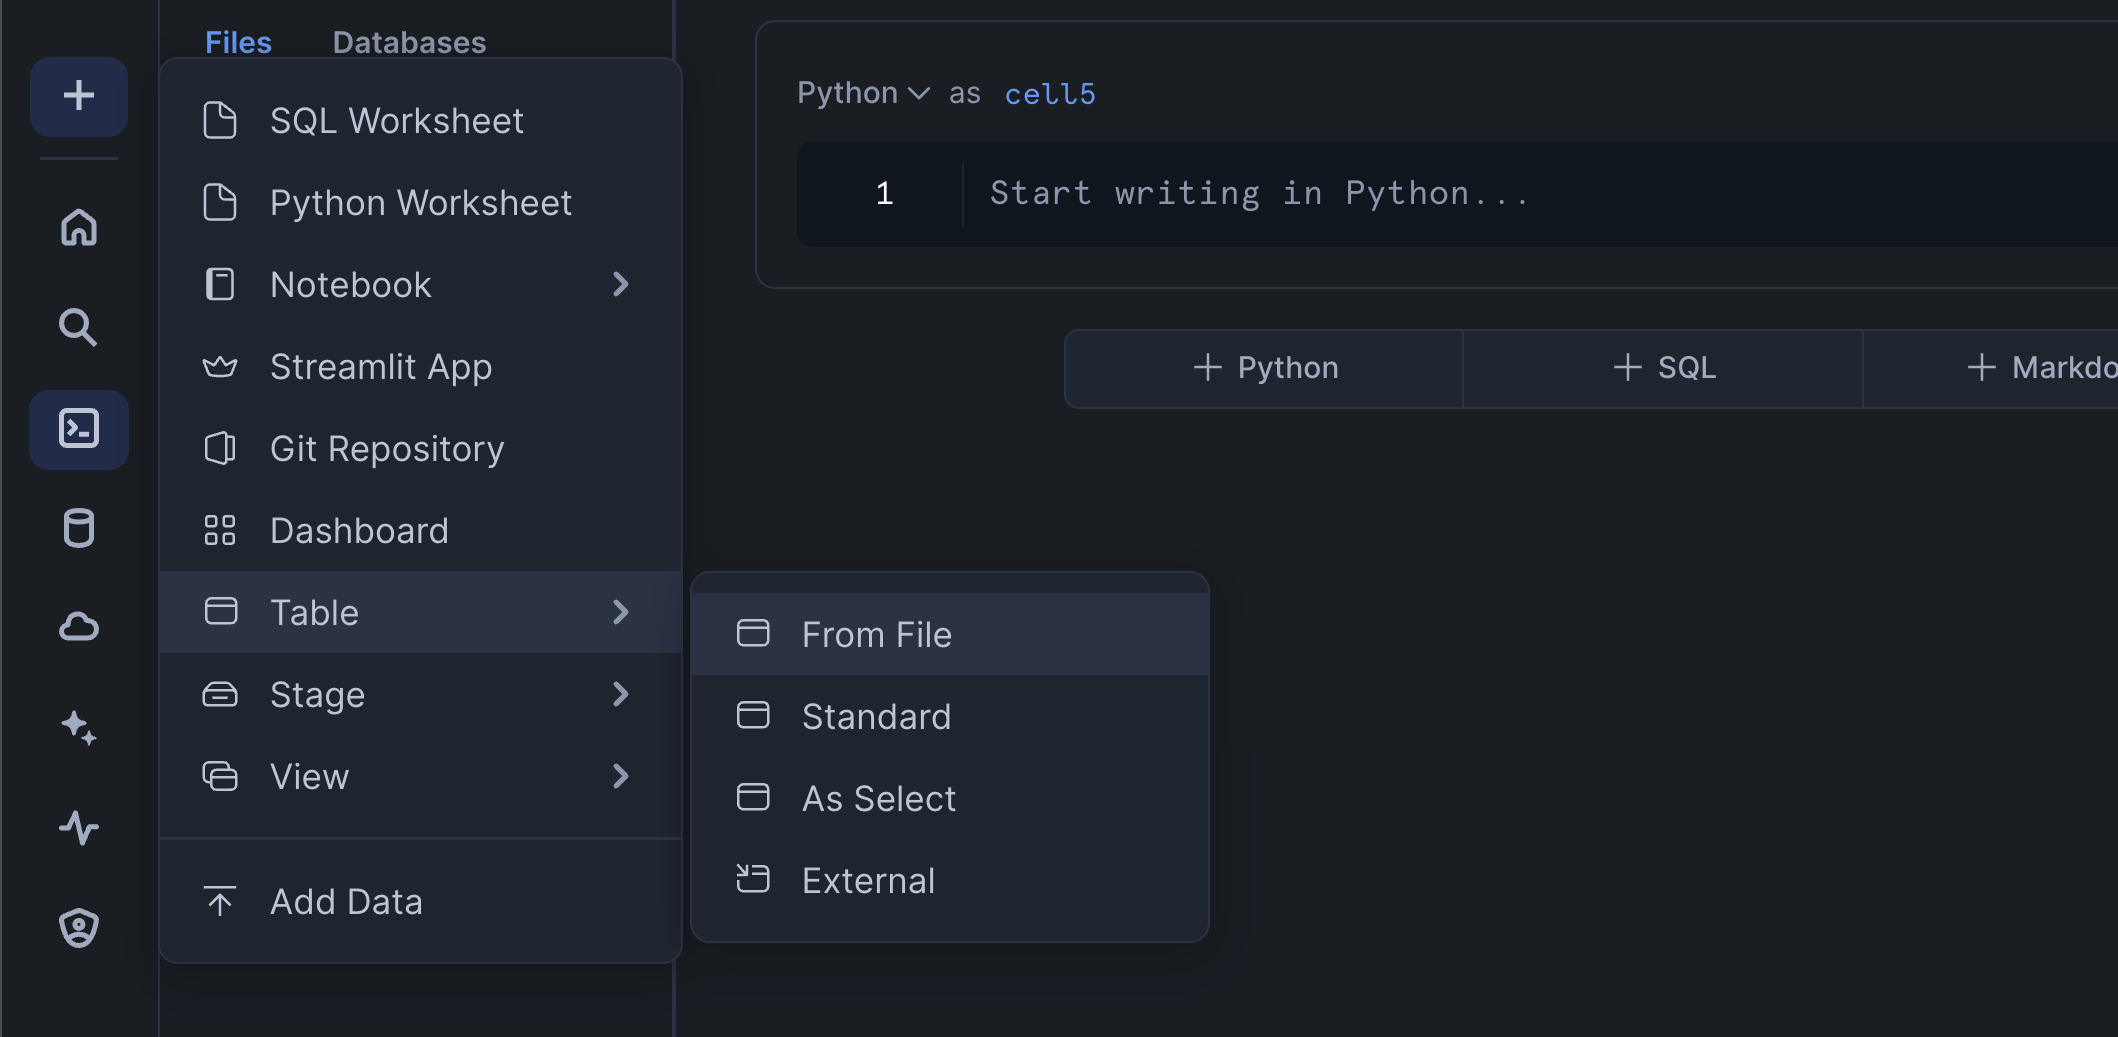 Files Databases
SQL Worksheet
Python Worksheet
Notebook
Streamlit App
Git Repository
Dashboard
Table
Stage
View
Add Data
From File
Standard
As Select
External
Python as cell5
1 Start writing in Python...
+ Python + SQL + Markdo